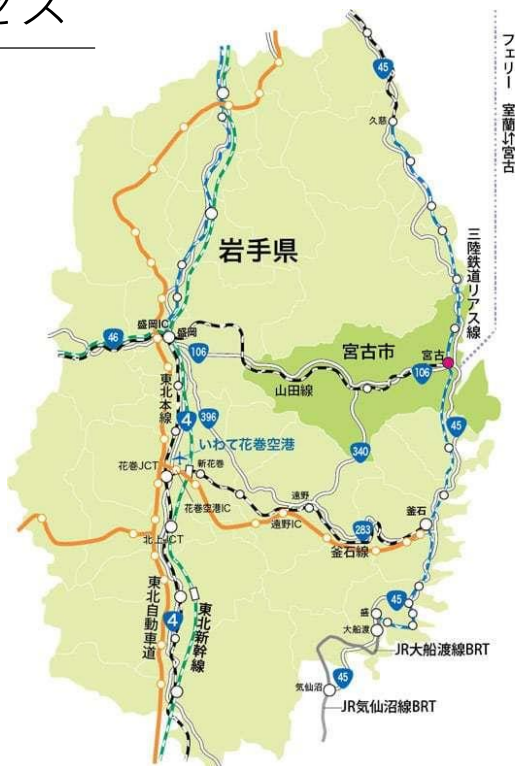 セス
フェリー 室蘭⇅宮古
45
久慈
岩手県
三陸鉄道リアス線
盛岡IC
盛岡
46
106
宮古市
宮古
106
山田線
東北本線
4
396
45
いわて花巻空港
340
花巻JCT
新花巻
花巻空港IC
遠野
釜石
遠野IC
283
釜石線
北上JCT
東北自動車道
4
東北新幹線
45
盛
大船渡
JR大船渡線BRT
気仙沼
45
JR気仙沼線BRT